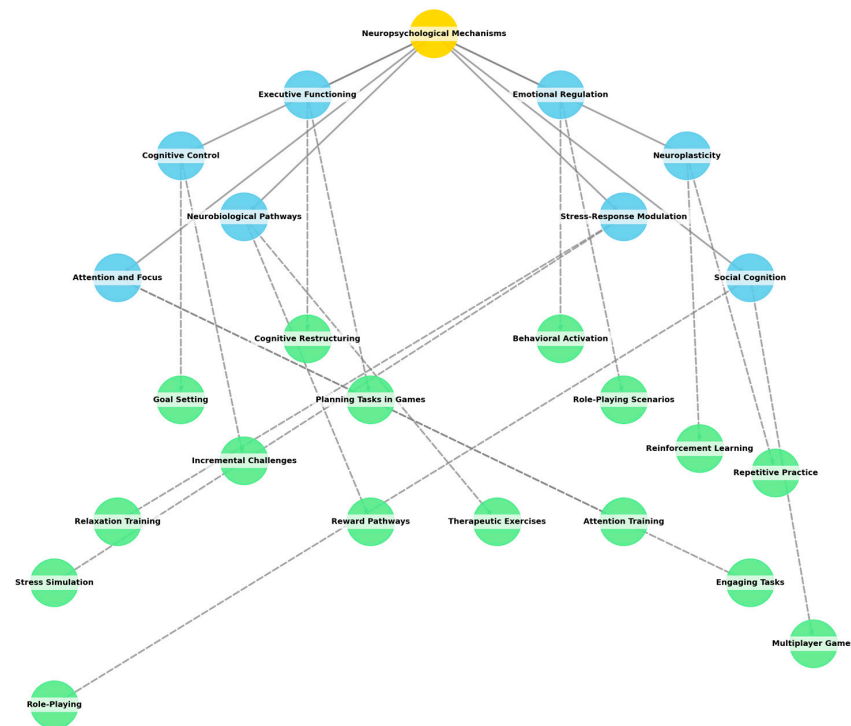 Neuropsychological Mechanisms
Executive Functioning
Emotional Regulation
Cognitive Control
Neuroplasticity
Neurobiological Pathways
Stress-Response Modulation
Attention and Focus
Social Cognition
Cognitive Restructuring
Behavioral Activation
Goal Setting
Planning Tasks in Games
Role-Playing Scenarios
Reinforcement Learning
Incremental Challenges
Repetitive Practice
Relaxation Training
Reward Pathways
Therapeutic Exercises
Attention Training
Stress Simulation
Engaging Tasks
Multiplayer Game
Role-Playing